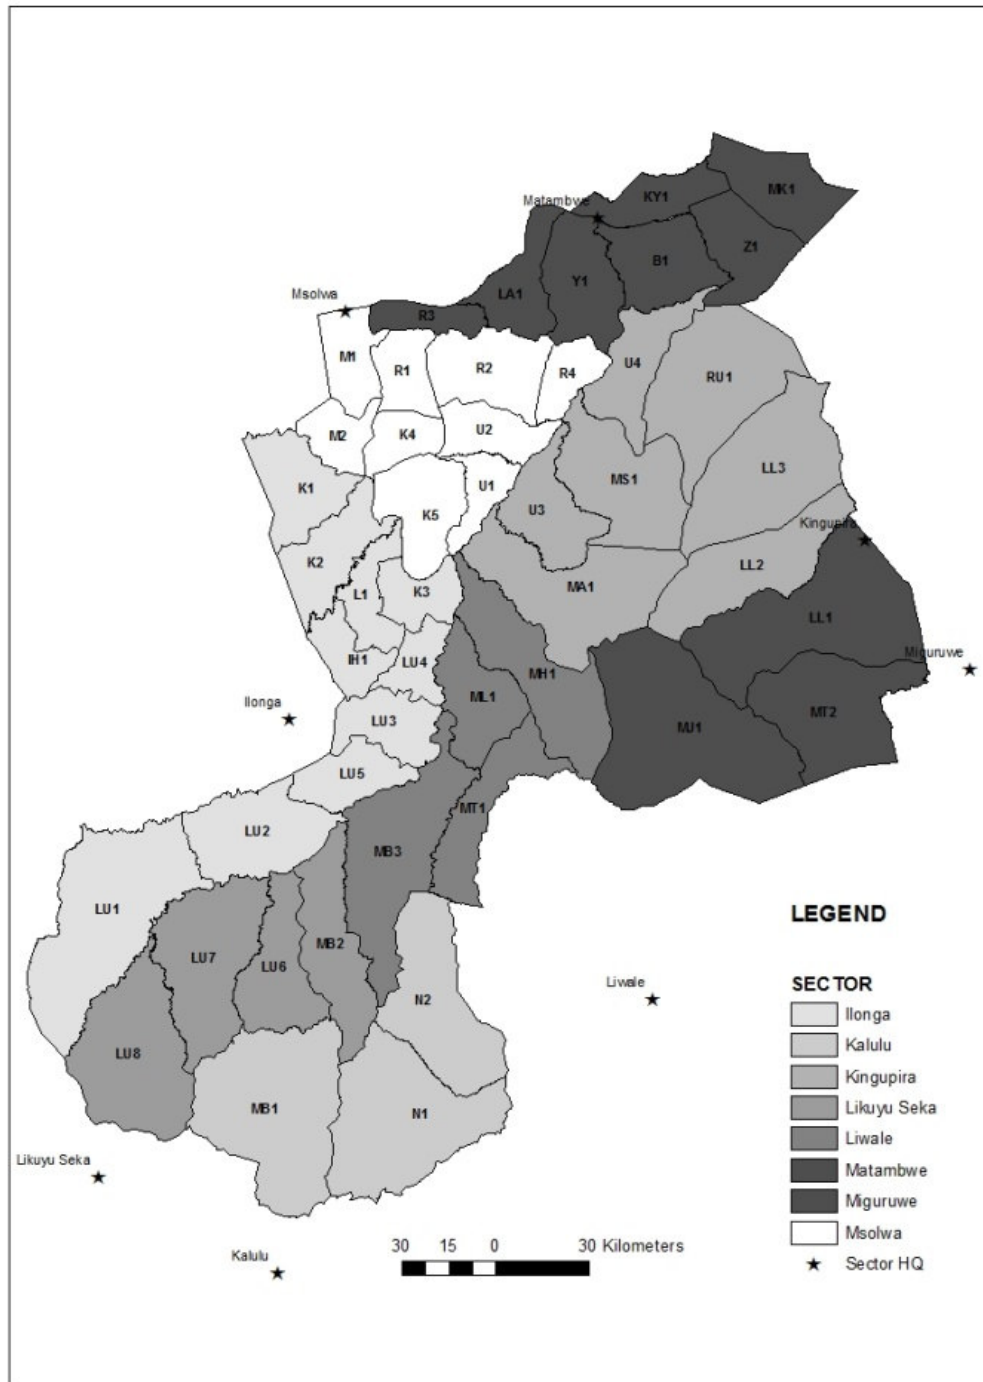 MK1
KY1
Matambwe
Z1
B1
Y1
LA1
Msolwa
R3
M1
R1
R2
R4
U4
RU1
M2
K4
U2
LL3
K1
MS1
U1
U3
K5
Kingupira
K2
LL2
L1
K3
MA1
LL1
IH1
LU4
MH1
Miguruwe
Ilonga
ML1
MT2
LU3
MJ1
LU5
MT1
LU2
MB3
LU1
LEGEND
MB2
LU7
LU6
SECTOR
Liwale
N2
Ilonga
Kalulu
LU8
Kingupira
MB1
N1
Likuyu Seka
Liwale
Likuyu Seka
Matambwe
Miguruwe
Msolwa
Kalulu
30 15 0 30 Kilometers
Sector HQ